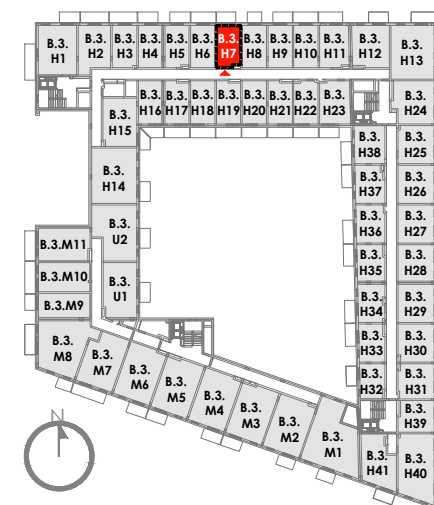 B.3.
H1
B.3.
H2
B.3.
H3
B.3.
H4
B.3.
H5
B.3.
H6
B.3.
H7
B.3.
H8
B.3.
H9
B.3.
H10
B.3.
H11
B.3.
H12
B.3.
H13
B.3.
H16
B.3.
H17
B.3.
H18
B.3.
H19
B.3.
H20
B.3.
H21
B.3.
H22
B.3.
H23
B.3.
H24
B.3.
H15
B.3.
H38
B.3.
H25
B.3.
H14
B.3.
H37
B.3.
H26
B.3.
U2
B.3.
H36
B.3.
H27
B.3.M11
B.3.
H35
B.3.
H28
B.3.M10
B.3.
U1
B.3.
H34
B.3.
H29
B.3.M9
B.3.
M8
B.3.
M7
B.3.
M6
B.3.
M5
B.3.
M4
B.3.
M3
B.3.
M2
B.3.
M1
B.3.
H33
B.3.
H30
B.3.
H32
B.3.
H31
B.3.
H39
B.3.
H41
B.3.
H40
N